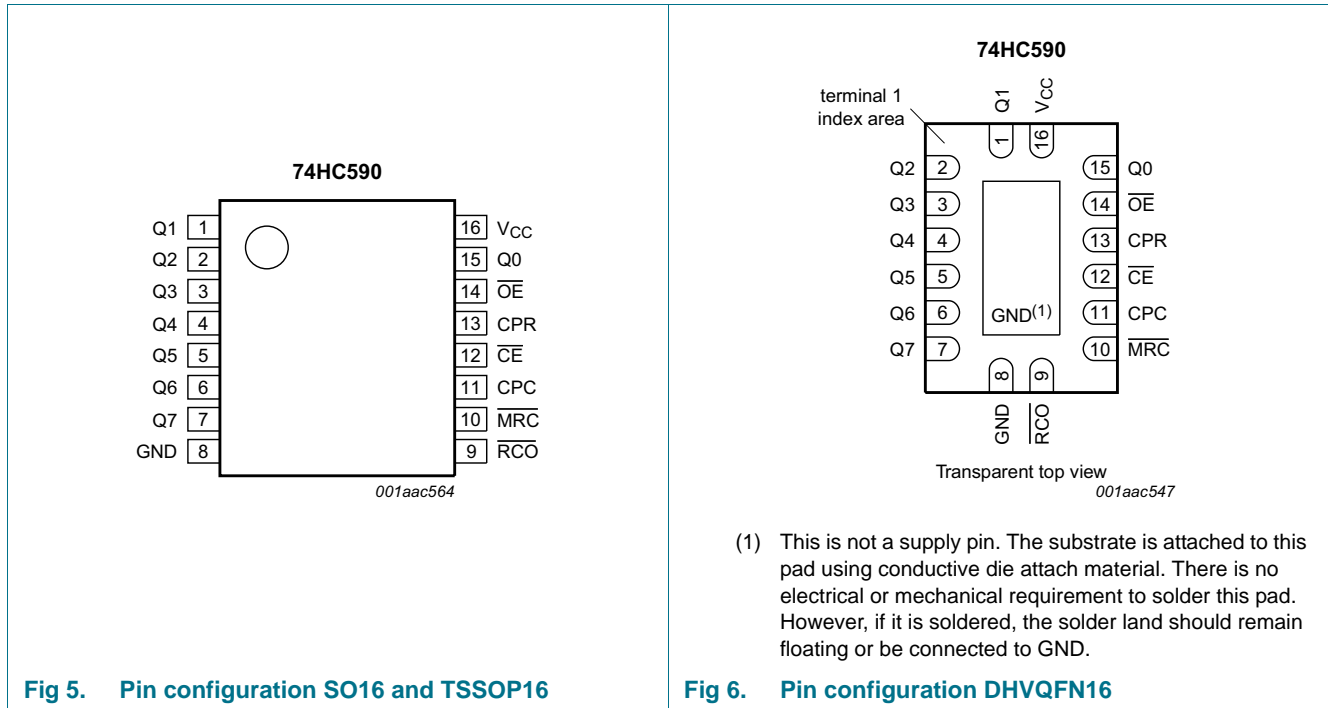 74HC590
Q1 1
Q2 2
Q3 3
Q4 4
Q5 5
Q6 6
Q7 7
GND 8
16 VCC
15 Q0
14 OE
13 CPR
12 CE
11 CPC
10 MRC
9 RCO
001aac564
Fig 5. Pin configuration SO16 and TSSOP16
74HC590
terminal 1
index area
Q1
VCC
1
16
Q2 2
Q3 3
Q4 4
Q5 5
Q6 6
Q7 7
15 Q0
14 OE
13 CPR
12 CE
11 CPC
10 MRC
GND(1)
8
9
GND
RCO
Transparent top view
001aac547
(1) This is not a supply pin. The substrate is attached to this
pad using conductive die attach material. There is no
electrical or mechanical requirement to solder this pad.
However, if it is soldered, the solder land should remain
floating or be connected to GND.
Fig 6. Pin configuration DHVQFN16